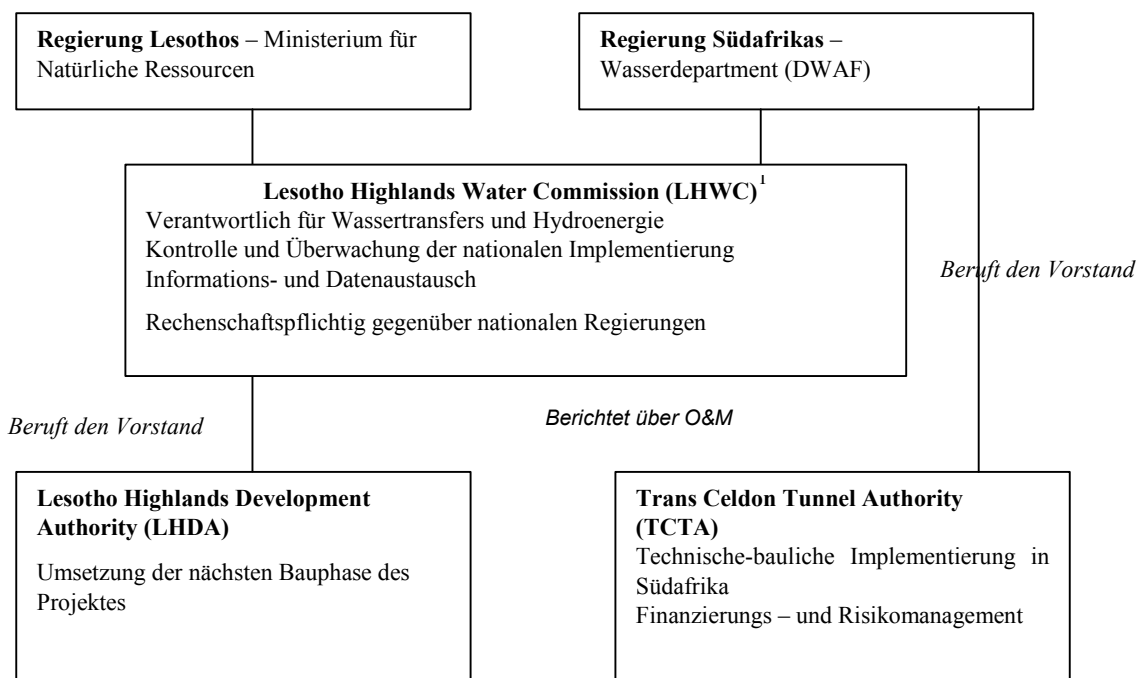 Regierung Lesothos – Ministerium für
Natürliche Ressourcen
Regierung Südafrikas –
Wasserdepartment (DWAF)
Lesotho Highlands Water Commission (LHWC)¹
Verantwortlich für Wassertransfers und Hydroenergie
Kontrolle und Überwachung der nationalen Implementierung
Informations- und Datenaustausch
Rechenschaftspflichtig gegenüber nationalen Regierungen
Beruft den Vorstand
Beruft den Vorstand
Berichtet über O&M
Lesotho Highlands Development
Authority (LHDA)
Umsetzung der nächsten Bauphase des
Projektes
Trans Celdon Tunnel Authority
(TCTA)
Technische-bauliche Implementierung in
Südafrika
Finanzierungs – und Risikomanagement